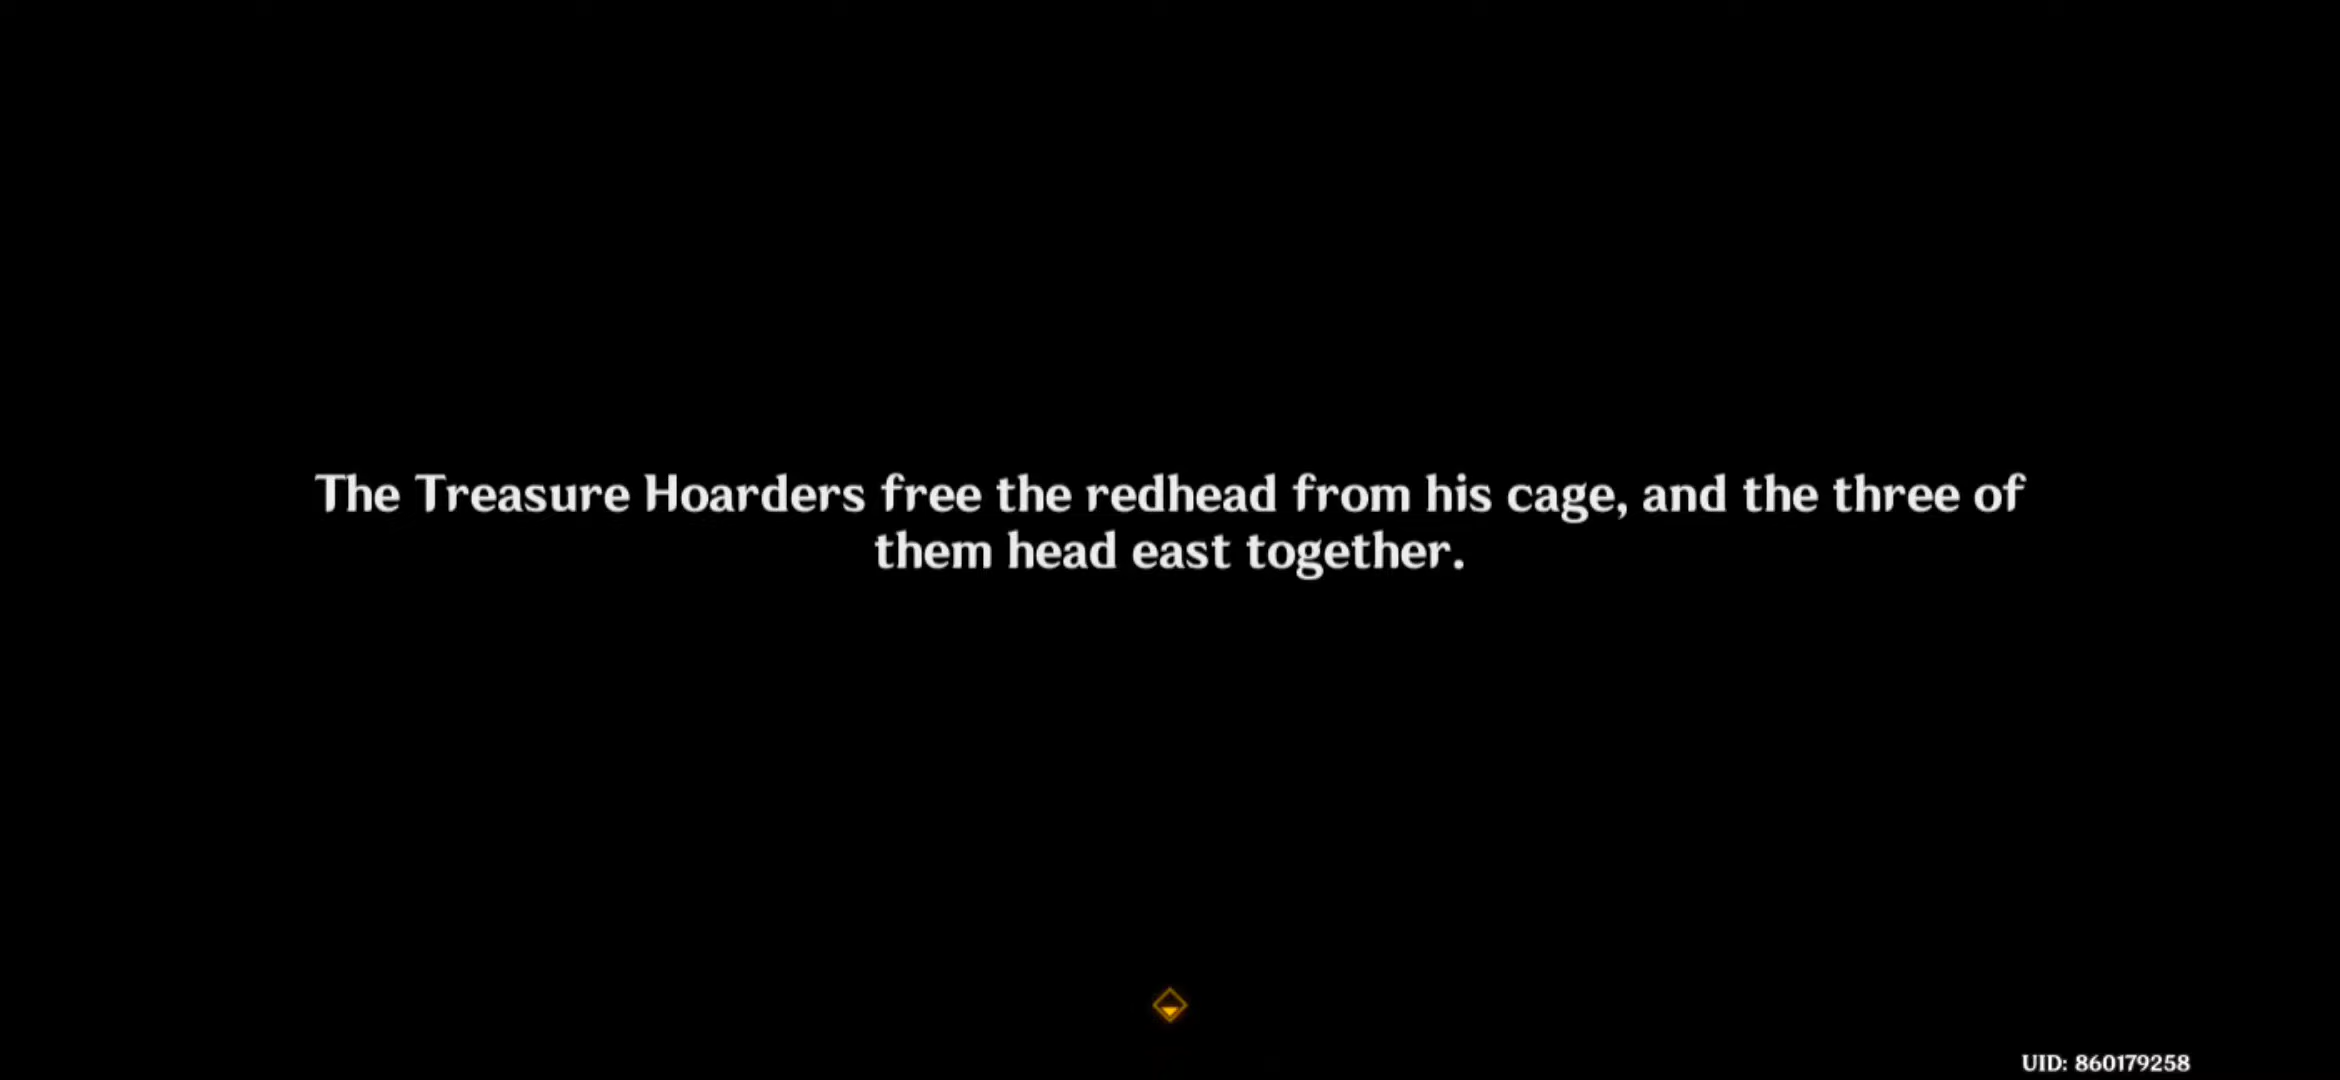 The Treasure Hoarders free the redhead from his cage, and the three of
them head east together.
UID: 860179258